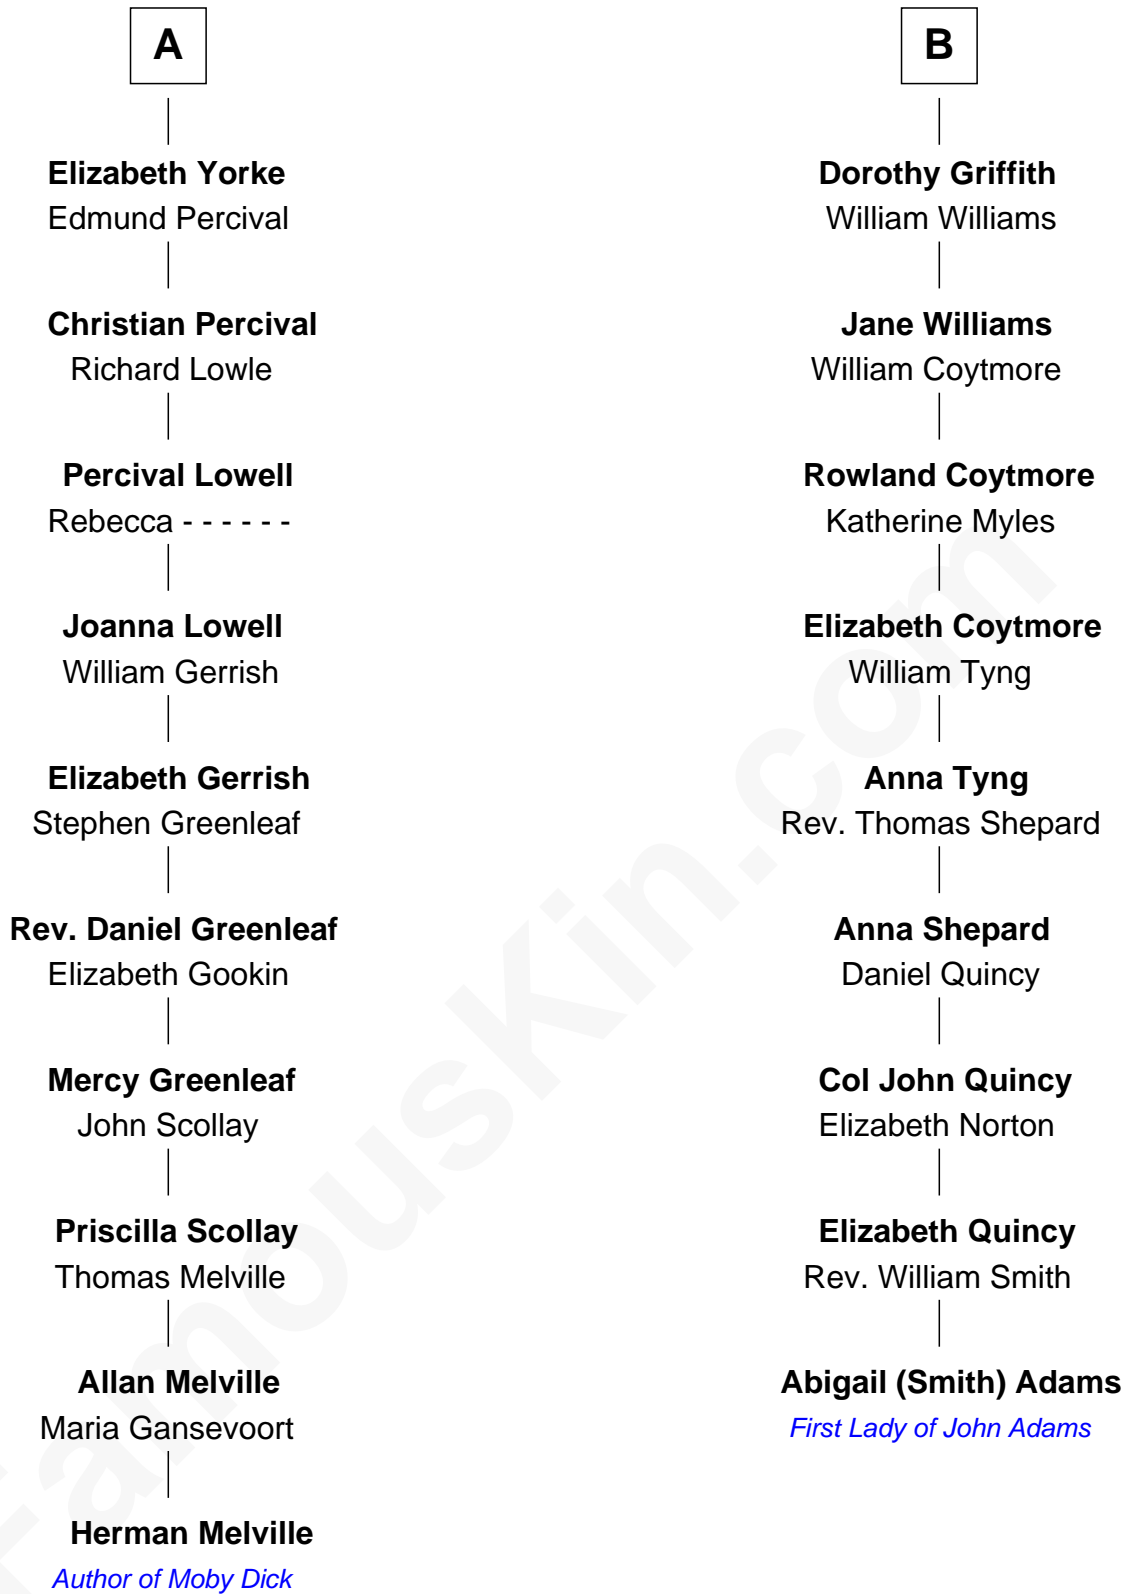 A
Elizabeth Yorke
Edmund Percival
Christian Percival
Richard Lowle
Percival Lowell
Rebecca - - - - - -
Joanna Lowell
William Gerrish
Elizabeth Gerrish
Stephen Greenleaf
Rev. Daniel Greenleaf
Elizabeth Gookin
Mercy Greenleaf
John Scollay
Priscilla Scollay
Thomas Melville
Allan Melville
Maria Gansevoort
Herman Melville
Author of Moby Dick
B
Dorothy Griffith
William Williams
Jane Williams
William Coytmore
Rowland Coytmore
Katherine Myles
Elizabeth Coytmore
William Tyng
Anna Tyng
Rev. Thomas Shepard
Anna Shepard
Daniel Quincy
Col John Quincy
Elizabeth Norton
Elizabeth Quincy
Rev. William Smith
Abigail (Smith) Adams
First Lady of John Adams
FamousKin.com